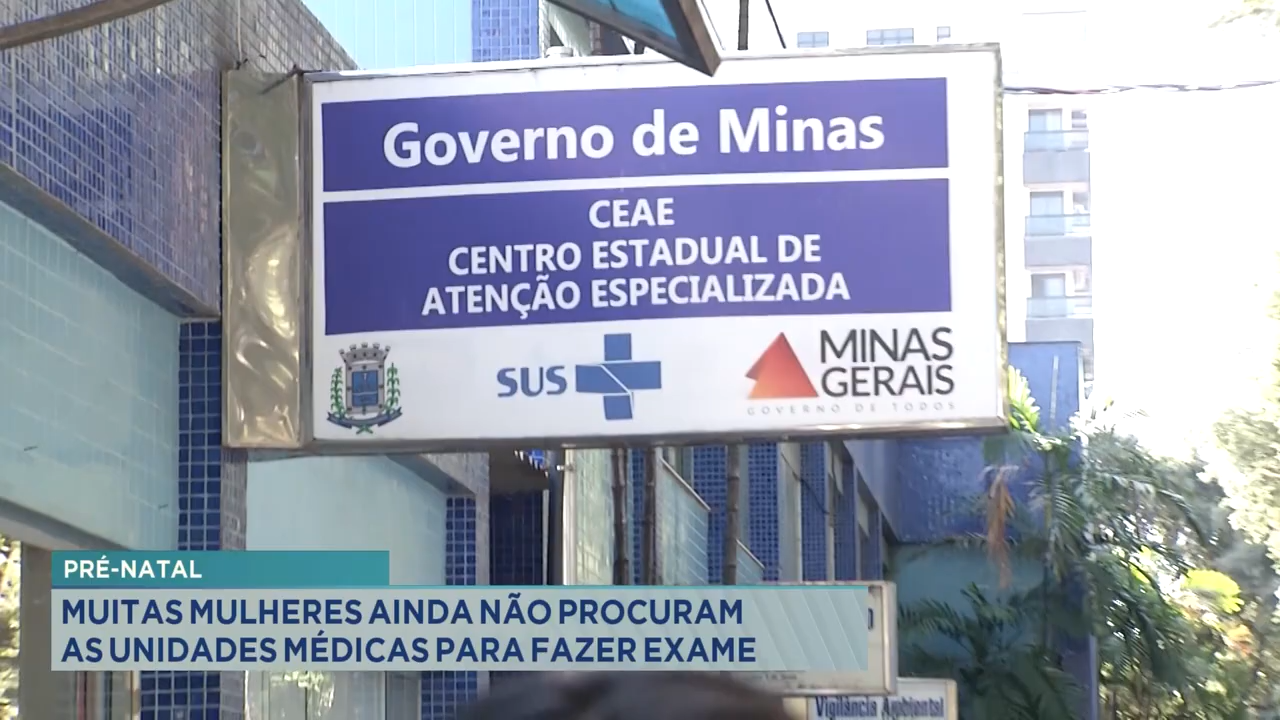 Governo de Minas
CEAE
CENTRO ESTADUAL DE
ATENÇÃO ESPECIALIZADA
SUS
MINAS
GERAIS
GOVERNO DE TODOS
PRÉ-NATAL
MUITAS MULHERES AINDA NÃO PROCURAM
AS UNIDADES MÉDICAS PARA FAZER EXAME
Vigilância Ambiental